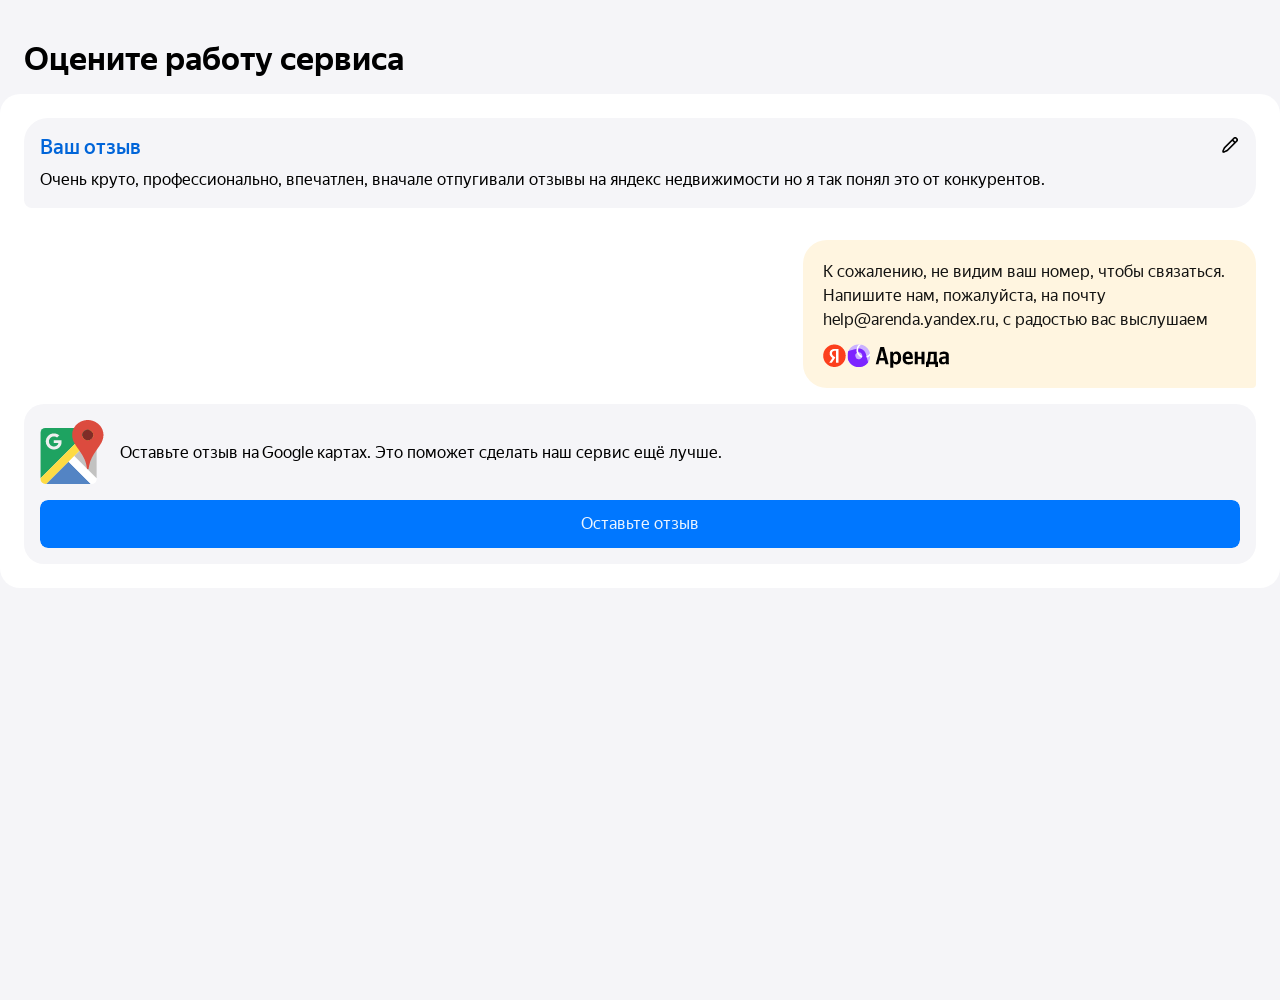 Оцените работу сервиса
Ваш отзыв
Очень круто, профессионально, впечатлен, вначале отпугивали отзывы на яндекс недвижимости но я так понял это от конкурентов.
К сожалению, не видим ваш номер, чтобы связаться.
Напишите нам, пожалуйста, на почту
help@arenda.yandex.ru, с радостью вас выслушаем
Я Аренда
G
Оставьте отзыв на Google картах. Это поможет сделать наш сервис ещё лучше.
Оставьте отзыв